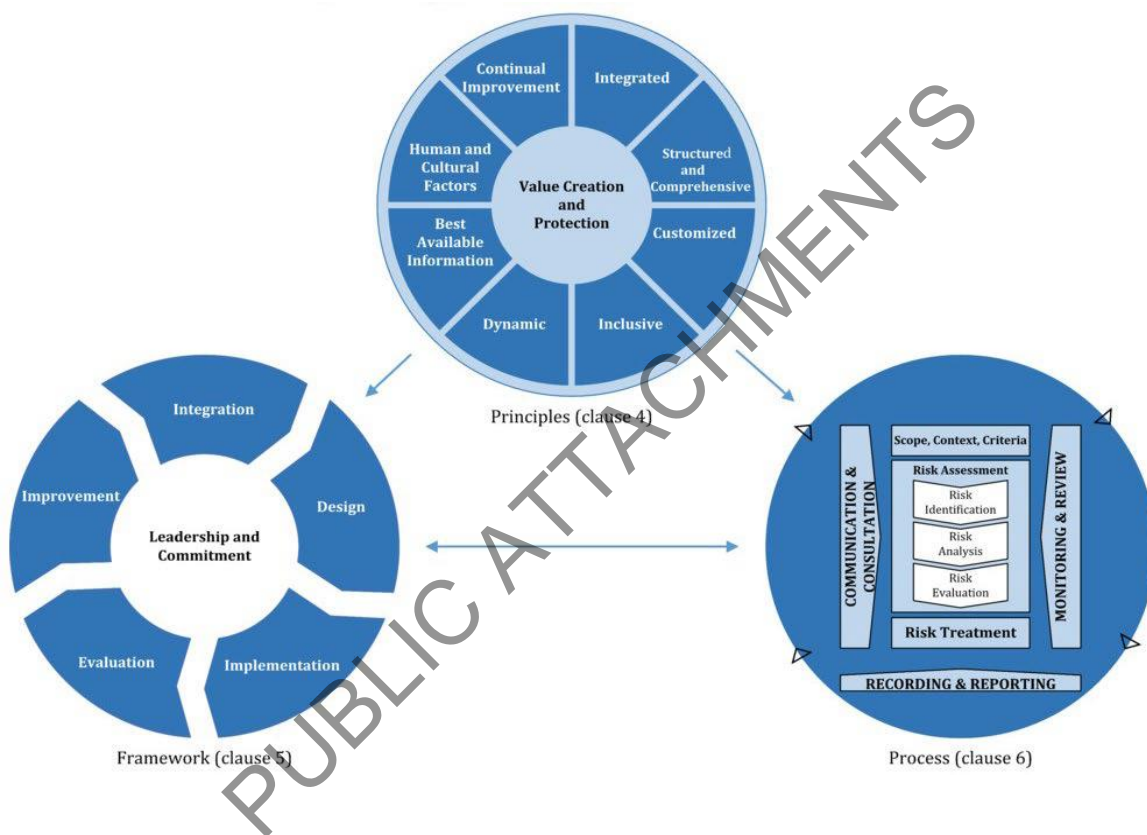 Continual
Improvement
Integrated
Human and
Cultural
Factors
Structured
and
Comprehensive
Value Creation
and
Protection
Best
Available
Information
Customized
Dynamic
Inclusive
Principles (clause 4)
Integration
Improvement
Design
Leadership and
Commitment
Evaluation
Implementation
Framework (clause 5)
COMMUNICATION &
CONSULTATION
Scope, Context, Criteria
Risk Assessment
Risk
Identification
Risk
Analysis
Risk
Evaluation
Risk Treatment
MONITORING & REVIEW
RECORDING & REPORTING
Process (clause 6)
PUBLIC ATTACHMENTS